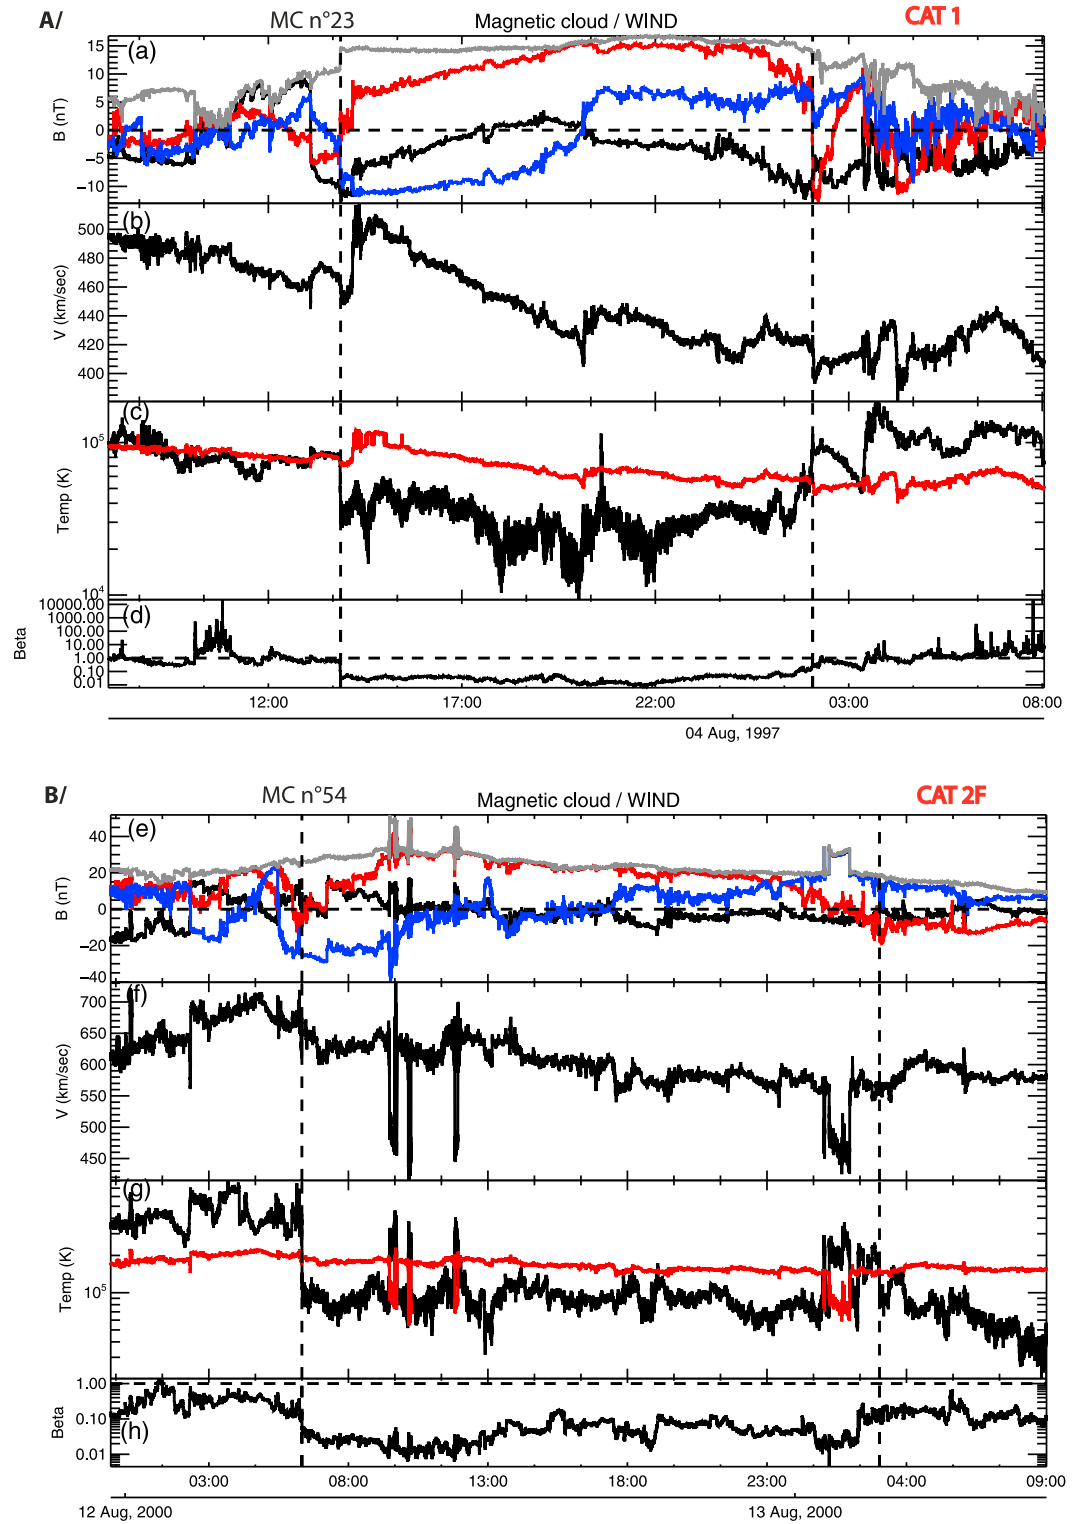 A/ MC n°23 Magnetic cloud / WIND CAT 1
(a)
B (nT)
15
10
5
0
−5
−10
(b)
V (km/sec)
500
480
460
440
420
400
(c)
Temp (K)
10^5
10^4
(d)
Beta
10000.00
1000.00
100.00
10.00
1.00
0.10
0.01
12:00 17:00 22:00 03:00 08:00
04 Aug, 1997
B/ MC n°54 Magnetic cloud / WIND CAT 2F
(e)
B (nT)
40
20
0
−20
−40
(f)
V (km/sec)
700
650
600
550
500
450
(g)
Temp (K)
10^5
(h)
Beta
1.00
0.10
0.01
03:00 08:00 13:00 18:00 23:00 04:00 09:00
12 Aug, 2000 13 Aug, 2000